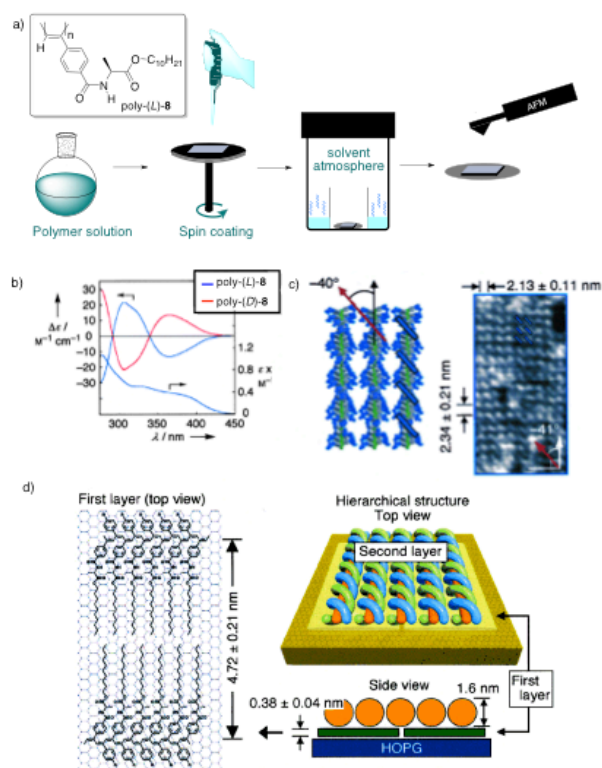 a)
n
H
O-C₁₀H₂₁
O
N
H
O
poly-(L)-8
AFM
solvent
atmosphere
Polymer solution
Spin coating
b)
30
20
10
0
-10
-20
-30
Δε /
M⁻¹ cm⁻¹
poly-(L)-8
poly-(D)-8
1.2
0.8
0.4
0
ε x
M⁻
300
350
400
450
λ / nm
c)
-40°
2.13 ± 0.11 nm
2.34 ± 0.21 nm
d)
First layer (top view)
4.72 ± 0.21 nm
Hierarchical structure
Top view
Second layer
First
layer
Side view
0.38 ± 0.04 nm
1.6 nm
HOPG